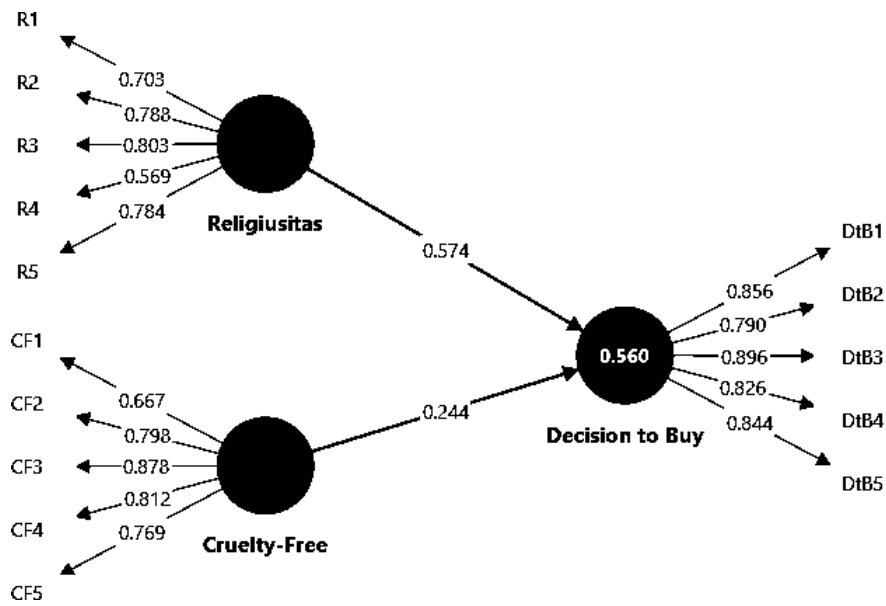 R1
R2
R3
R4
R5
0.703
0.788
0.803
0.569
0.784
Religiusitas
CF1
CF2
CF3
CF4
CF5
0.667
0.798
0.878
0.812
0.769
Cruelty-Free
0.574
0.244
0.560
Decision to Buy
0.856
0.790
0.896
0.826
0.844
DtB1
DtB2
DtB3
DtB4
DtB5